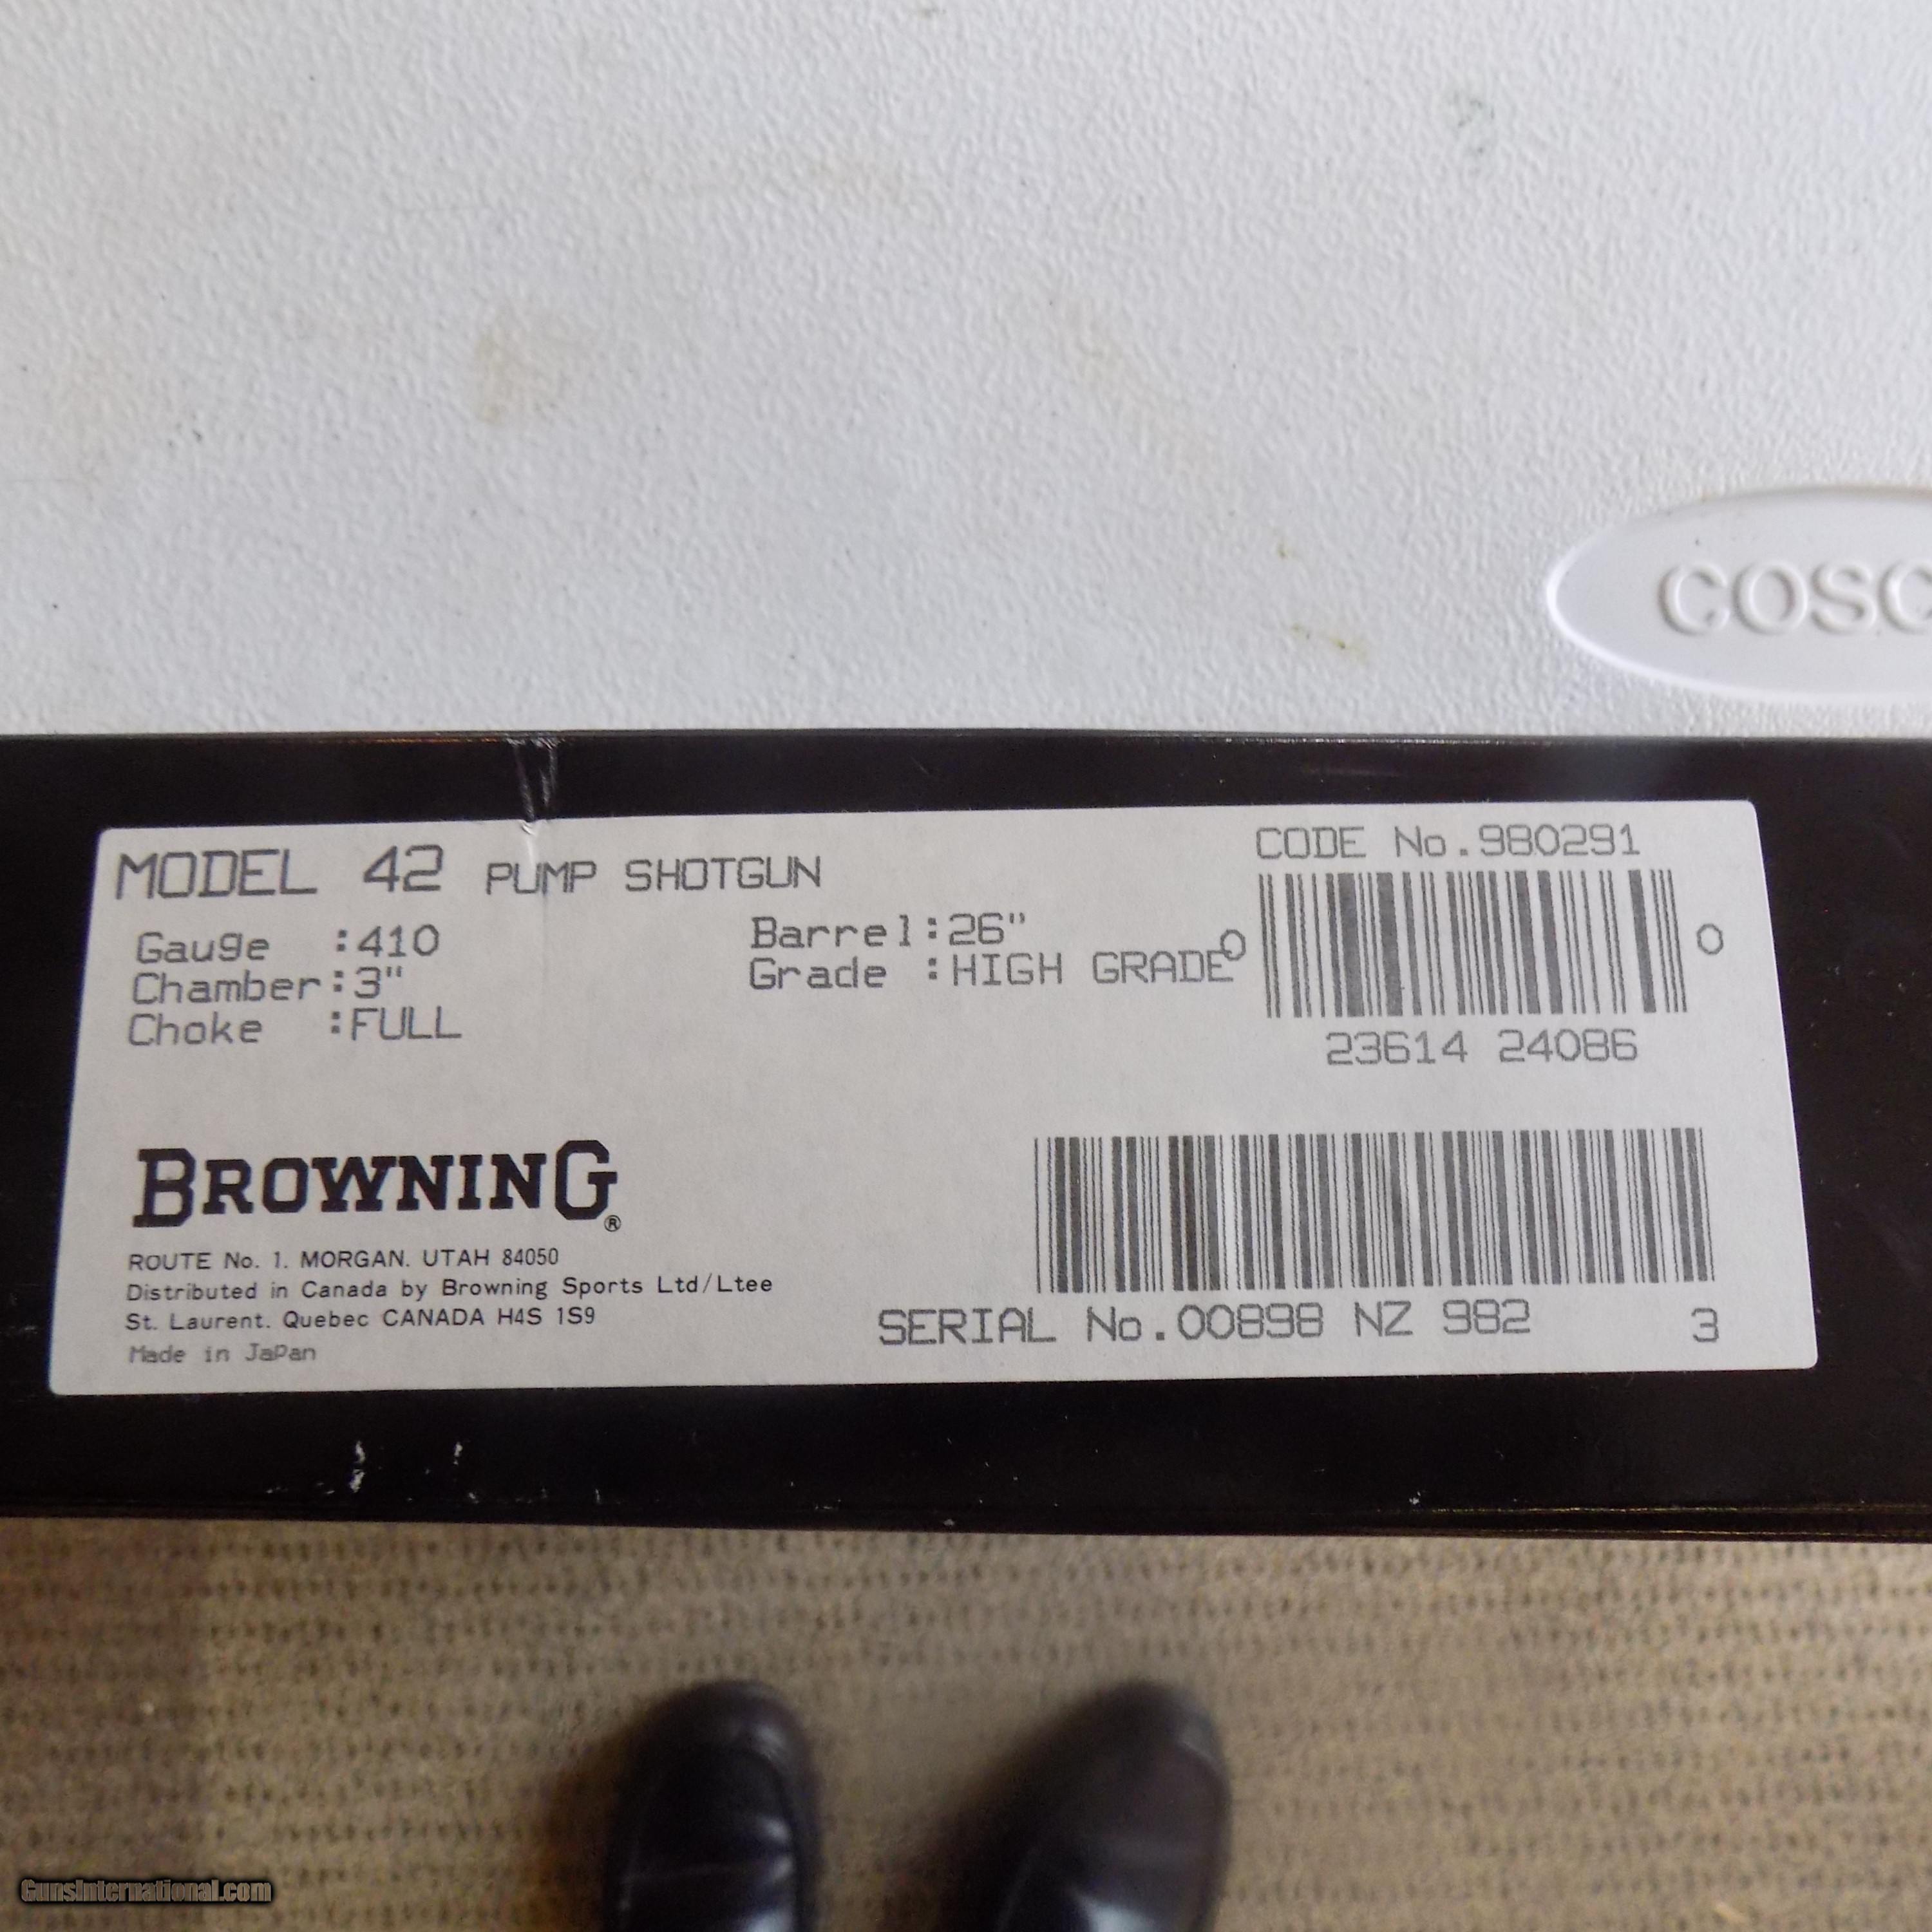 COSC
MODEL 42 PUMP SHOTGUN
Gauge :410
Chamber:3"
Choke :FULL
Barrel:26"
Grade :HIGH GRADE
CODE No.980291
0 0
23614 24086
BROWNING®
ROUTE No. 1. MORGAN. UTAH 84050
Distributed in Canada by Browning Sports Ltd/Ltee
St. Laurent. Quebec CANADA H4S 1S9
Made in Japan
SERIAL No.00898 NZ 982 3
GunsInternational.com